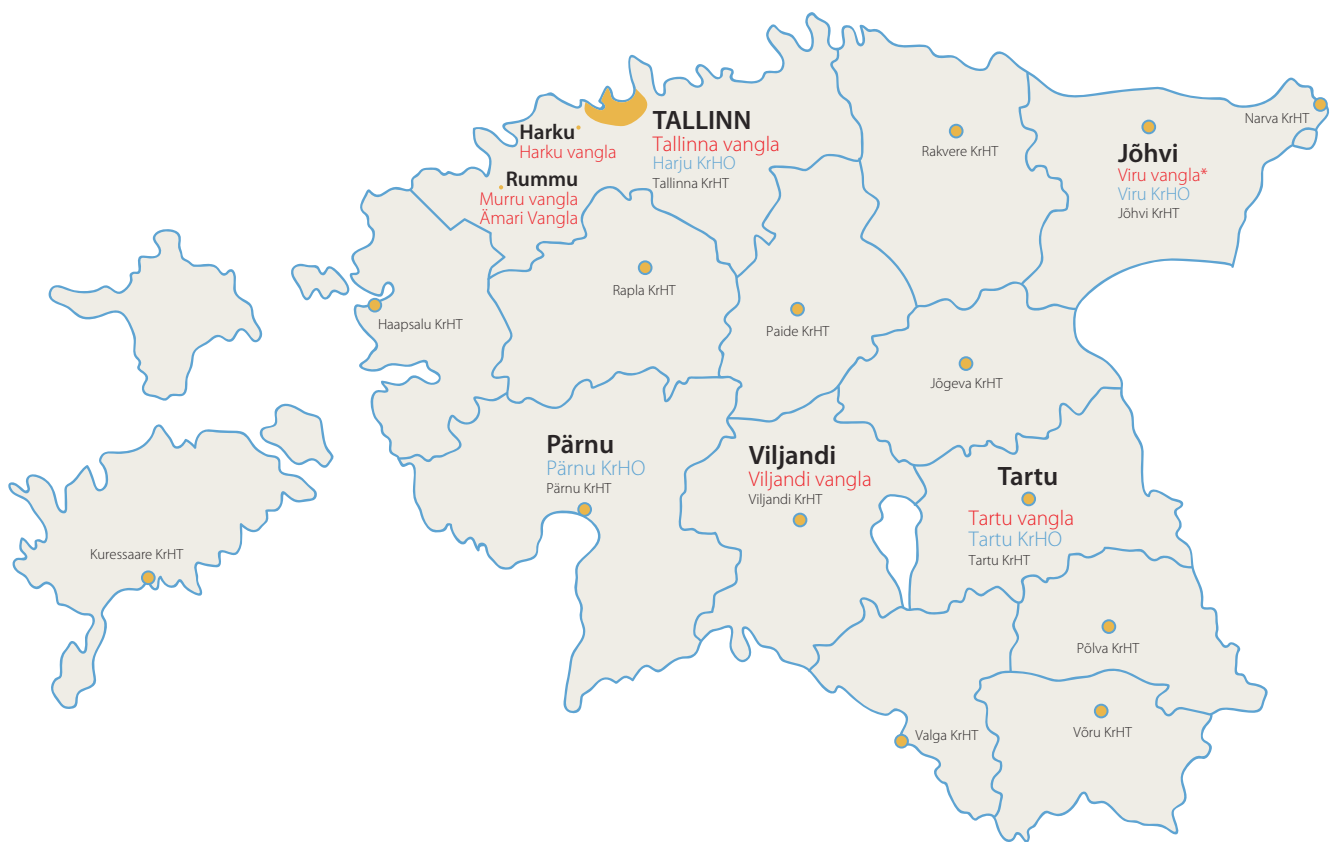 TALLINN
Tallinna vangla
Harju KrHO
Tallinna KrHT
Harku
Harku vangla
Rummu
Murru vangla
Ämari Vangla
Rakvere KrHT
Narva KrHT
Jõhvi
Viru vangla*
Viru KrHO
Jõhvi KrHT
Haapsalu KrHT
Rapla KrHT
Paide KrHT
Jõgeva KrHT
Pärnu
Pärnu KrHO
Pärnu KrHT
Viljandi
Viljandi vangla
Viljandi KrHT
Tartu
Tartu vangla
Tartu KrHO
Tartu KrHT
Kuressaare KrHT
Põlva KrHT
Valga KrHT
Võru KrHT